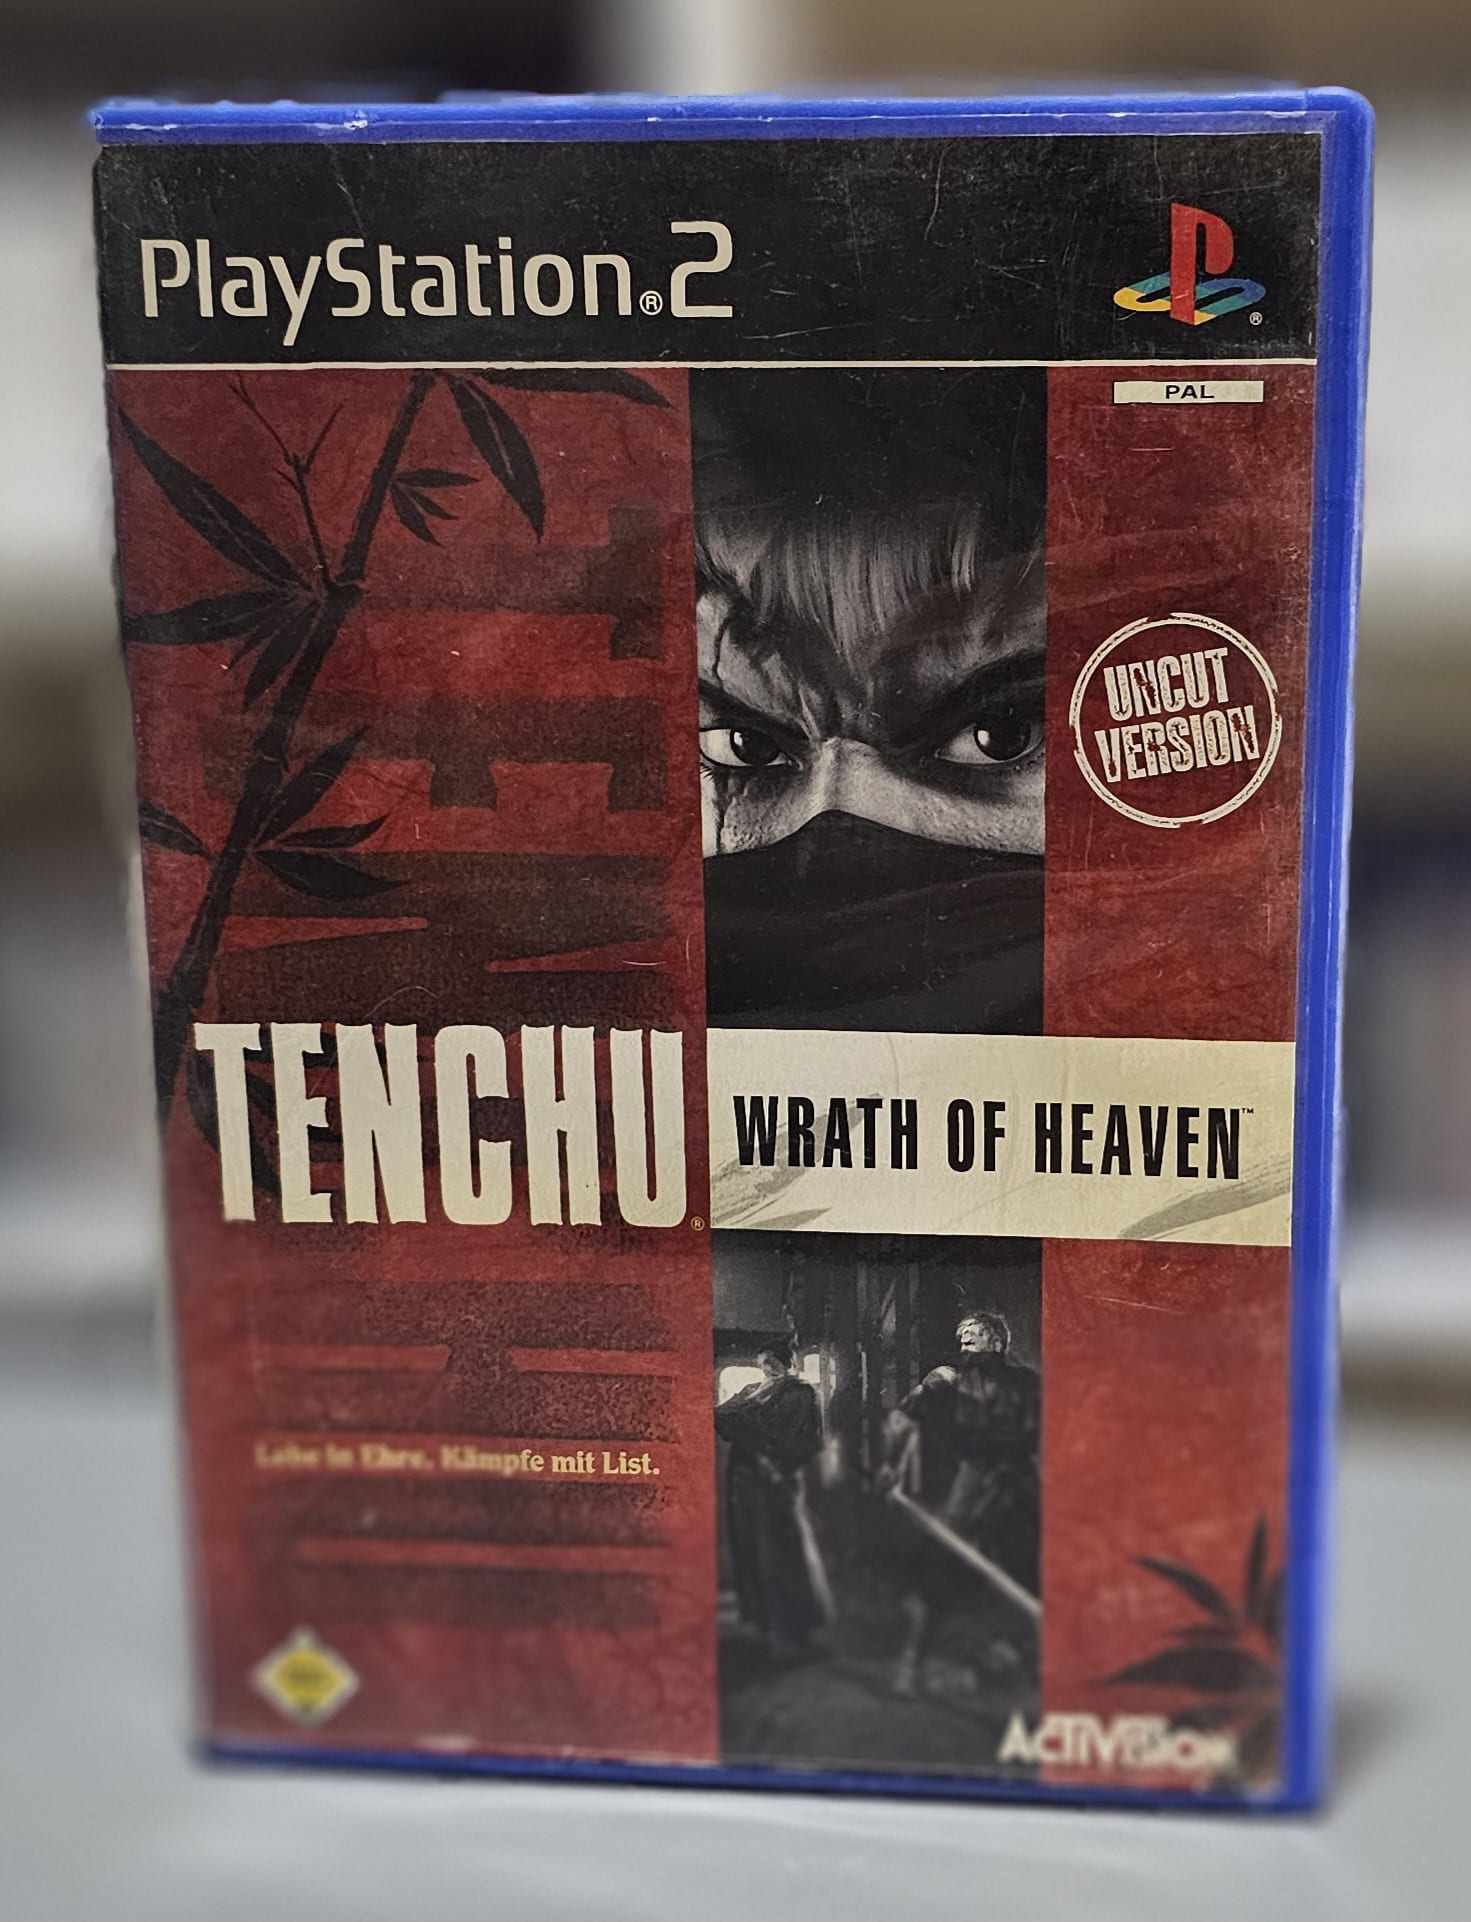 PlayStation®2
PAL
UNCUT
VERSION
TENCHU®
WRATH OF HEAVEN™
Lebe in Ehre. Kämpfe mit List.
ACTIVISION